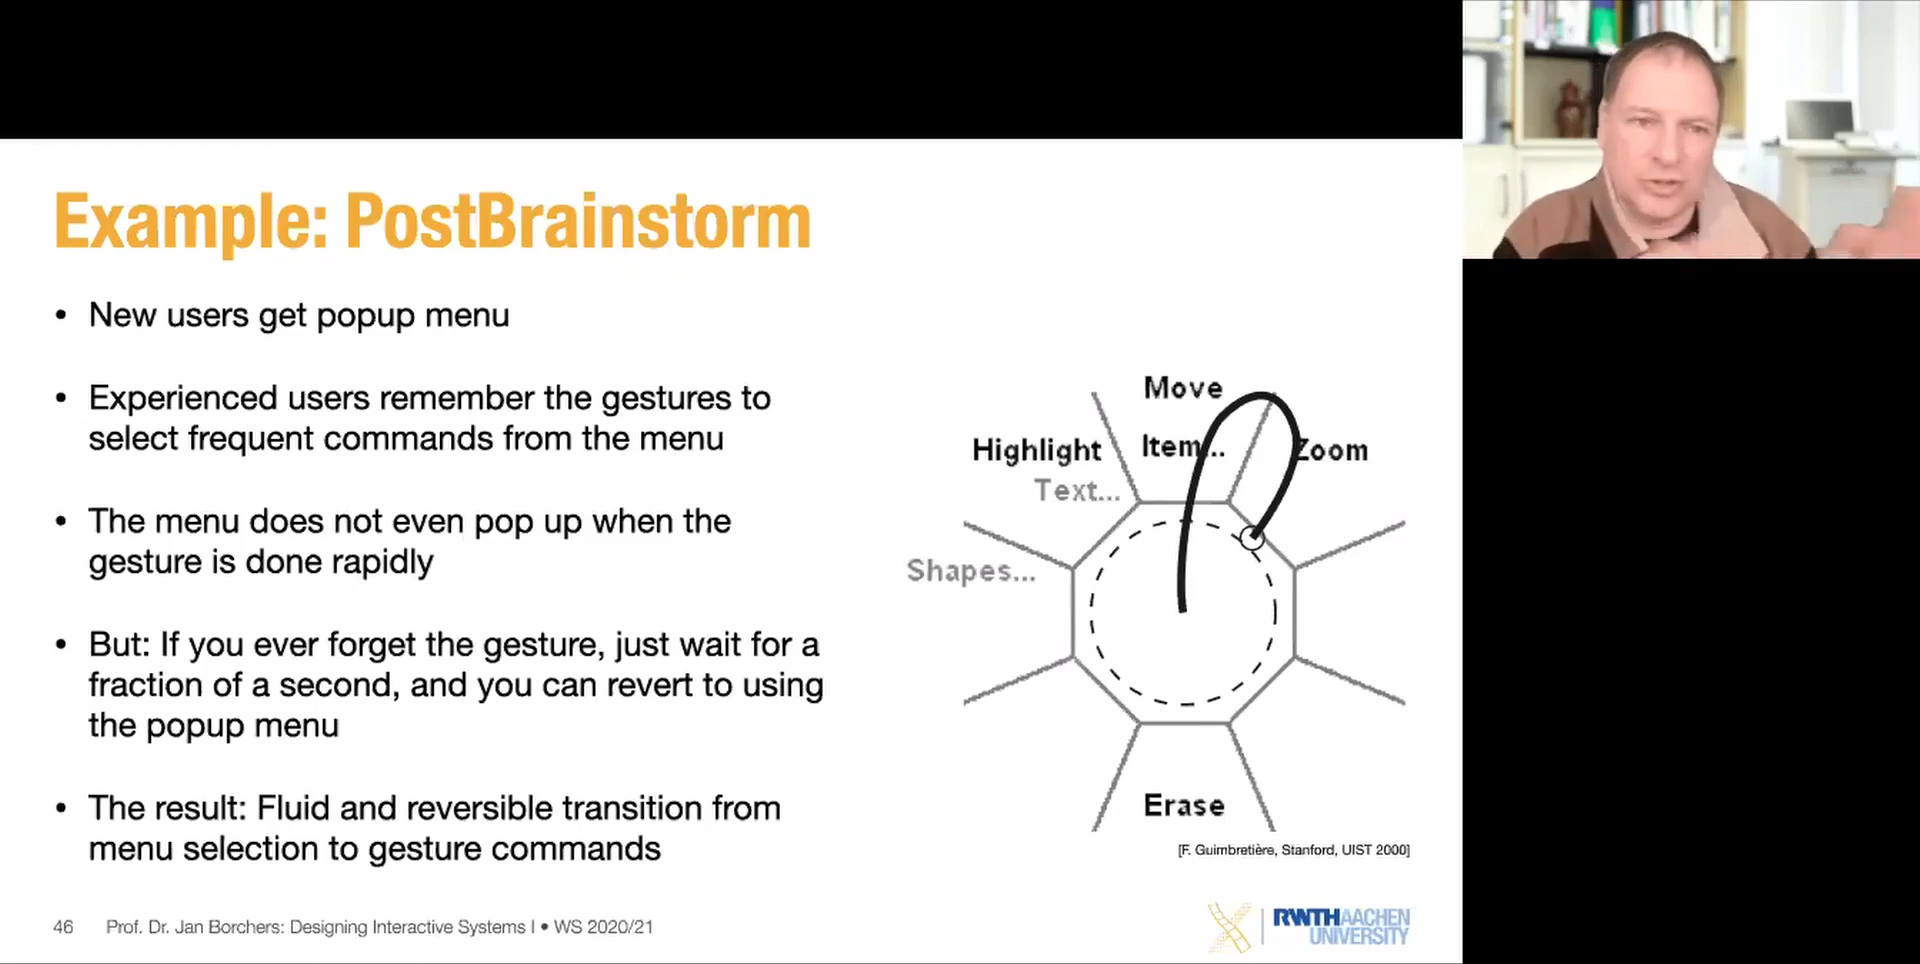 Example: PostBrainstorm
• New users get popup menu
• Experienced users remember the gestures to
select frequent commands from the menu
• The menu does not even pop up when the
gesture is done rapidly
• But: If you ever forget the gesture, just wait for a
fraction of a second, and you can revert to using
the popup menu
• The result: Fluid and reversible transition from
menu selection to gesture commands
Move
Highlight
Item...
Zoom
Text...
Shapes...
Erase
[F. Guimbretière, Stanford, UIST 2000]
46 Prof. Dr. Jan Borchers: Designing Interactive Systems I • WS 2020/21
RWTHAACHEN
UNIVERSITY